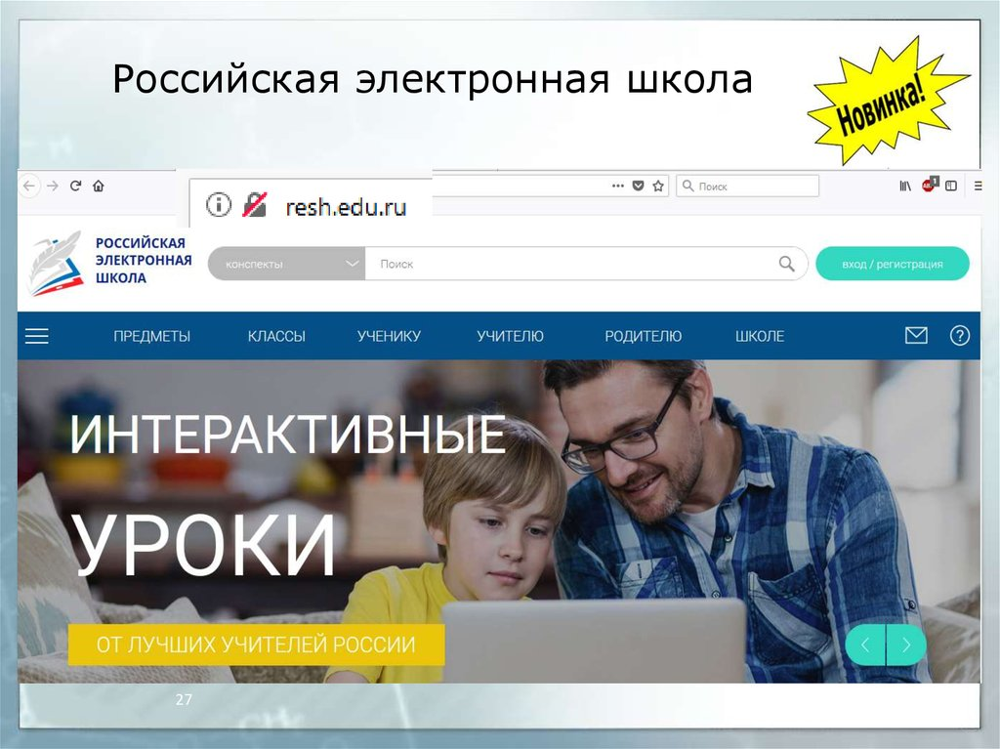 Российская электронная школа
Новинка!
Поиск
resh.edu.ru
РОССИЙСКАЯ
ЭЛЕКТРОННАЯ
ШКОЛА
конспекты
Поиск
вход / регистрация
ПРЕДМЕТЫ КЛАССЫ УЧЕНИКУ УЧИТЕЛЮ РОДИТЕЛЮ ШКОЛЕ
ИНТЕРАКТИВНЫЕ
УРОКИ
ОТ ЛУЧШИХ УЧИТЕЛЕЙ РОССИИ
27